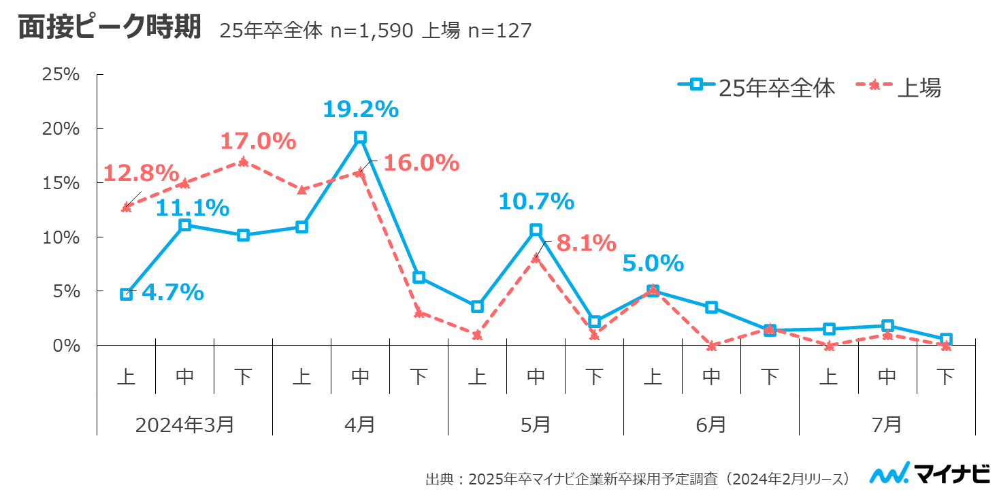 面接ピーク時期 25年卒全体 n=1,590 上場 n=127
25%
25年卒全体 上場
19.2%
20%
17.0%
12.8%
16.0%
15%
11.1%
10.7%
10%
8.1%
5.0%
5%
4.7%
0%
上 中 下 上 中 下 上 中 下 上 中 下 上 中 下
2024年3月 4月 5月 6月 7月
出典：2025年卒マイナビ企業新卒採用予定調査（2024年2月リリース）
マイナビ